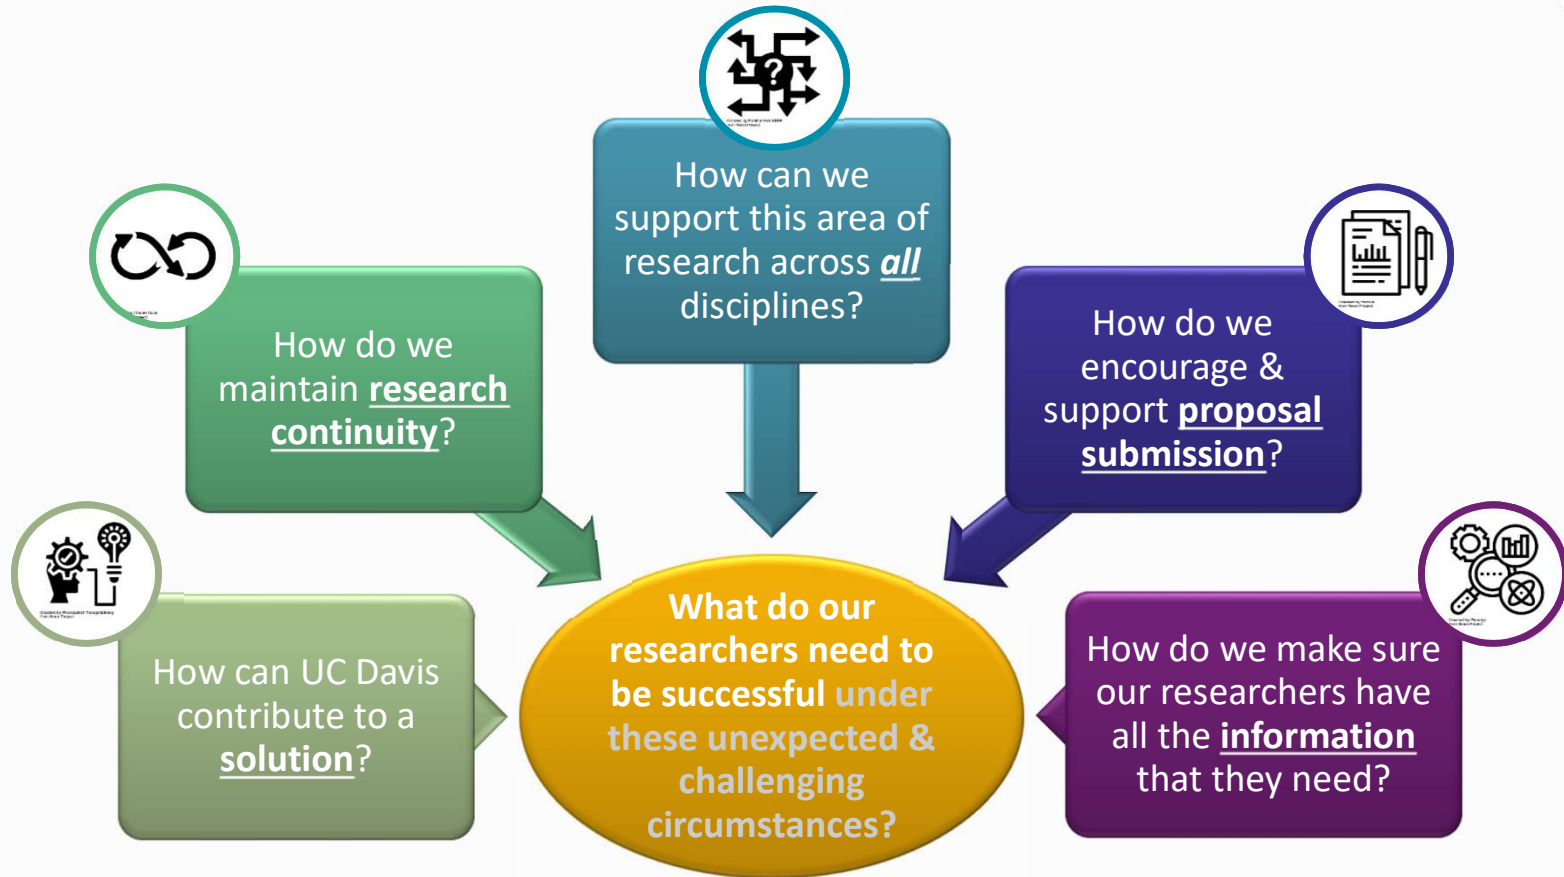 How can we
support this area of
research across all
disciplines?
How do we
maintain research
continuity?
How do we
encourage &
support proposal
submission?
How can UC Davis
contribute to a
solution?
What do our
researchers need to
be successful under
these unexpected &
challenging
circumstances?
How do we make sure
our researchers have
all the information
that they need?